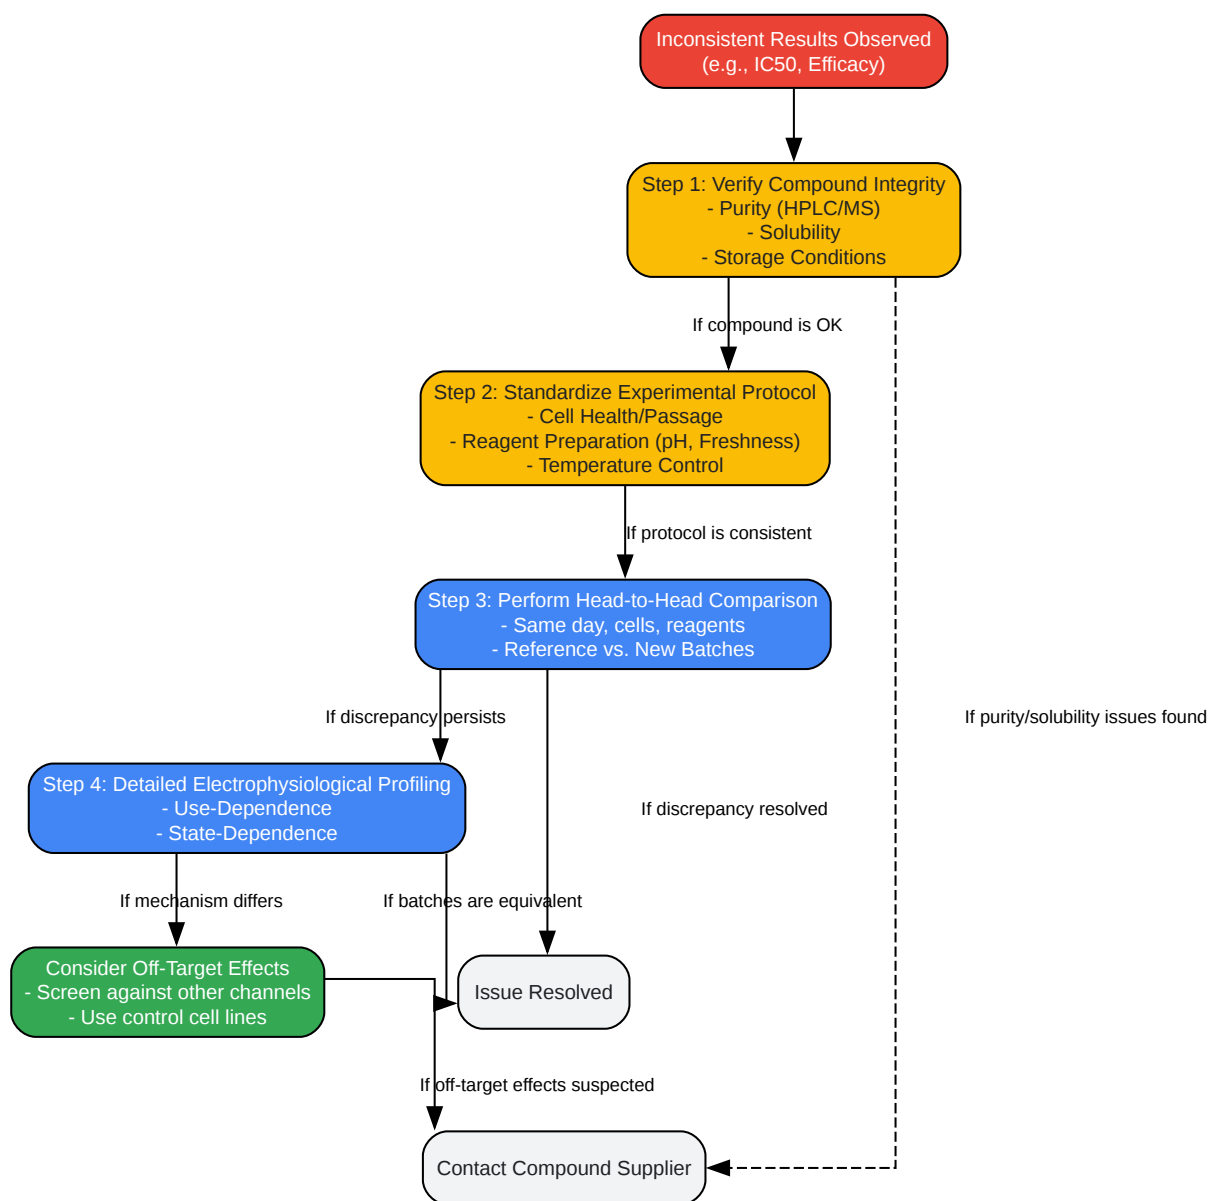 Inconsistent Results Observed
(e.g., IC50, Efficacy)
Step 1: Verify Compound Integrity
- Purity (HPLC/MS)
- Solubility
- Storage Conditions
If compound is OK
Step 2: Standardize Experimental Protocol
- Cell Health/Passage
- Reagent Preparation (pH, Freshness)
- Temperature Control
If protocol is consistent
Step 3: Perform Head-to-Head Comparison
- Same day, cells, reagents
- Reference vs. New Batches
If discrepancy persists
If purity/solubility issues found
Step 4: Detailed Electrophysiological Profiling
- Use-Dependence
- State-Dependence
If discrepancy resolved
If mechanism differs
If batches are equivalent
Consider Off-Target Effects
- Screen against other channels
- Use control cell lines
Issue Resolved
If off-target effects suspected
Contact Compound Supplier